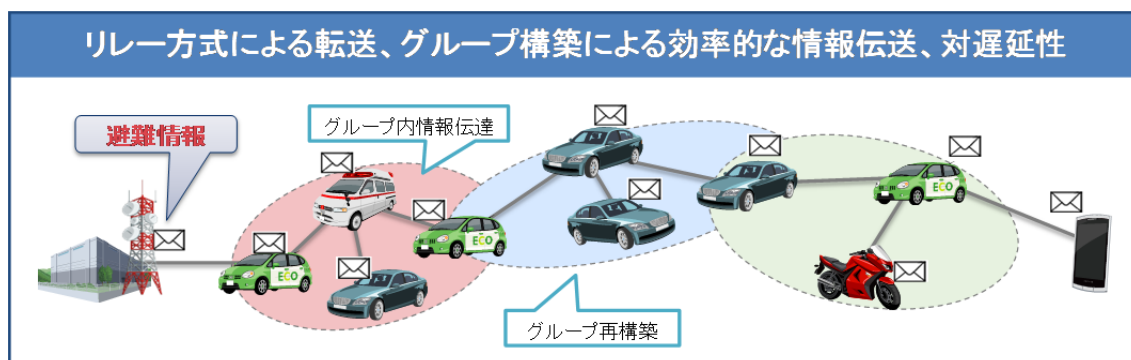 リレー方式による転送、グループ構築による効率的な情報伝送、対遅延性
避難情報
グループ内情報伝達
ECO
ECO
ECO
グループ再構築